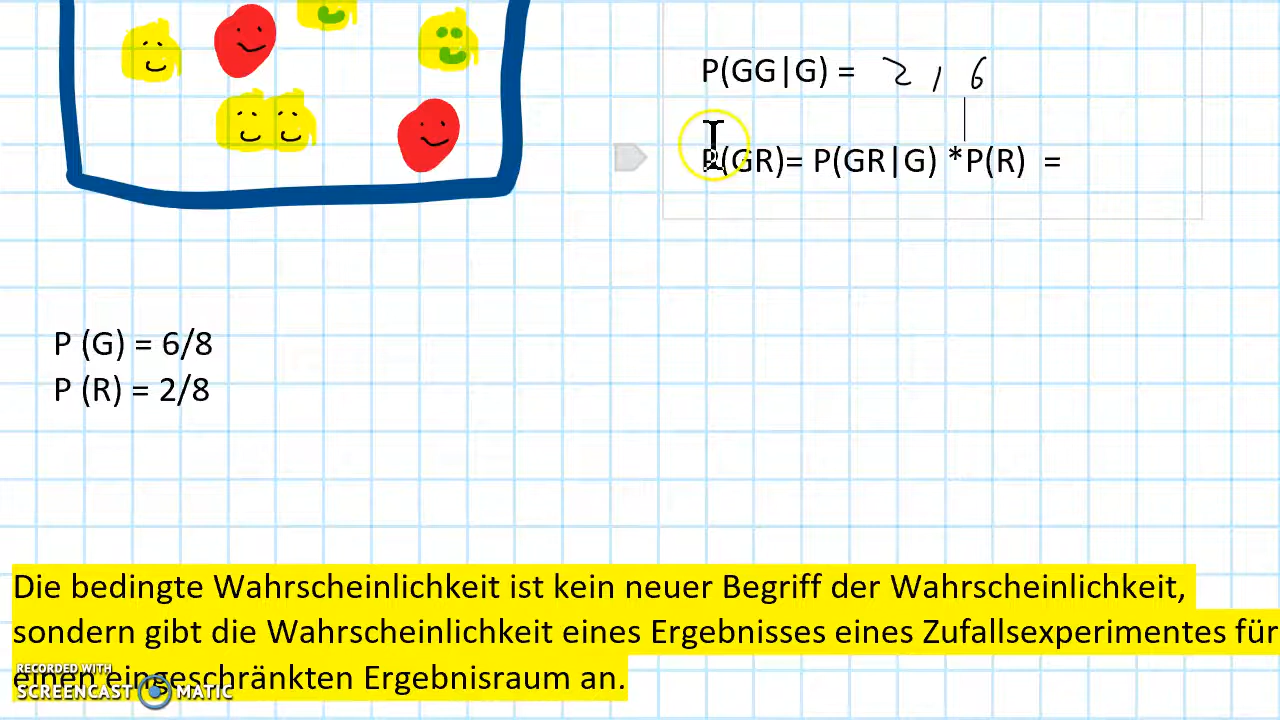 P(GG|G) = 2 / 6
P(GR)= P(GR|G) *P(R) =
P (G) = 6/8
P (R) = 2/8
Die bedingte Wahrscheinlichkeit ist kein neuer Begriff der Wahrscheinlichkeit,
sondern gibt die Wahrscheinlichkeit eines Ergebnisses eines Zufallsexperimentes für
einen eingeschränkten Ergebnisraum an.
RECORDED WITH
SCREENCAST MATIC